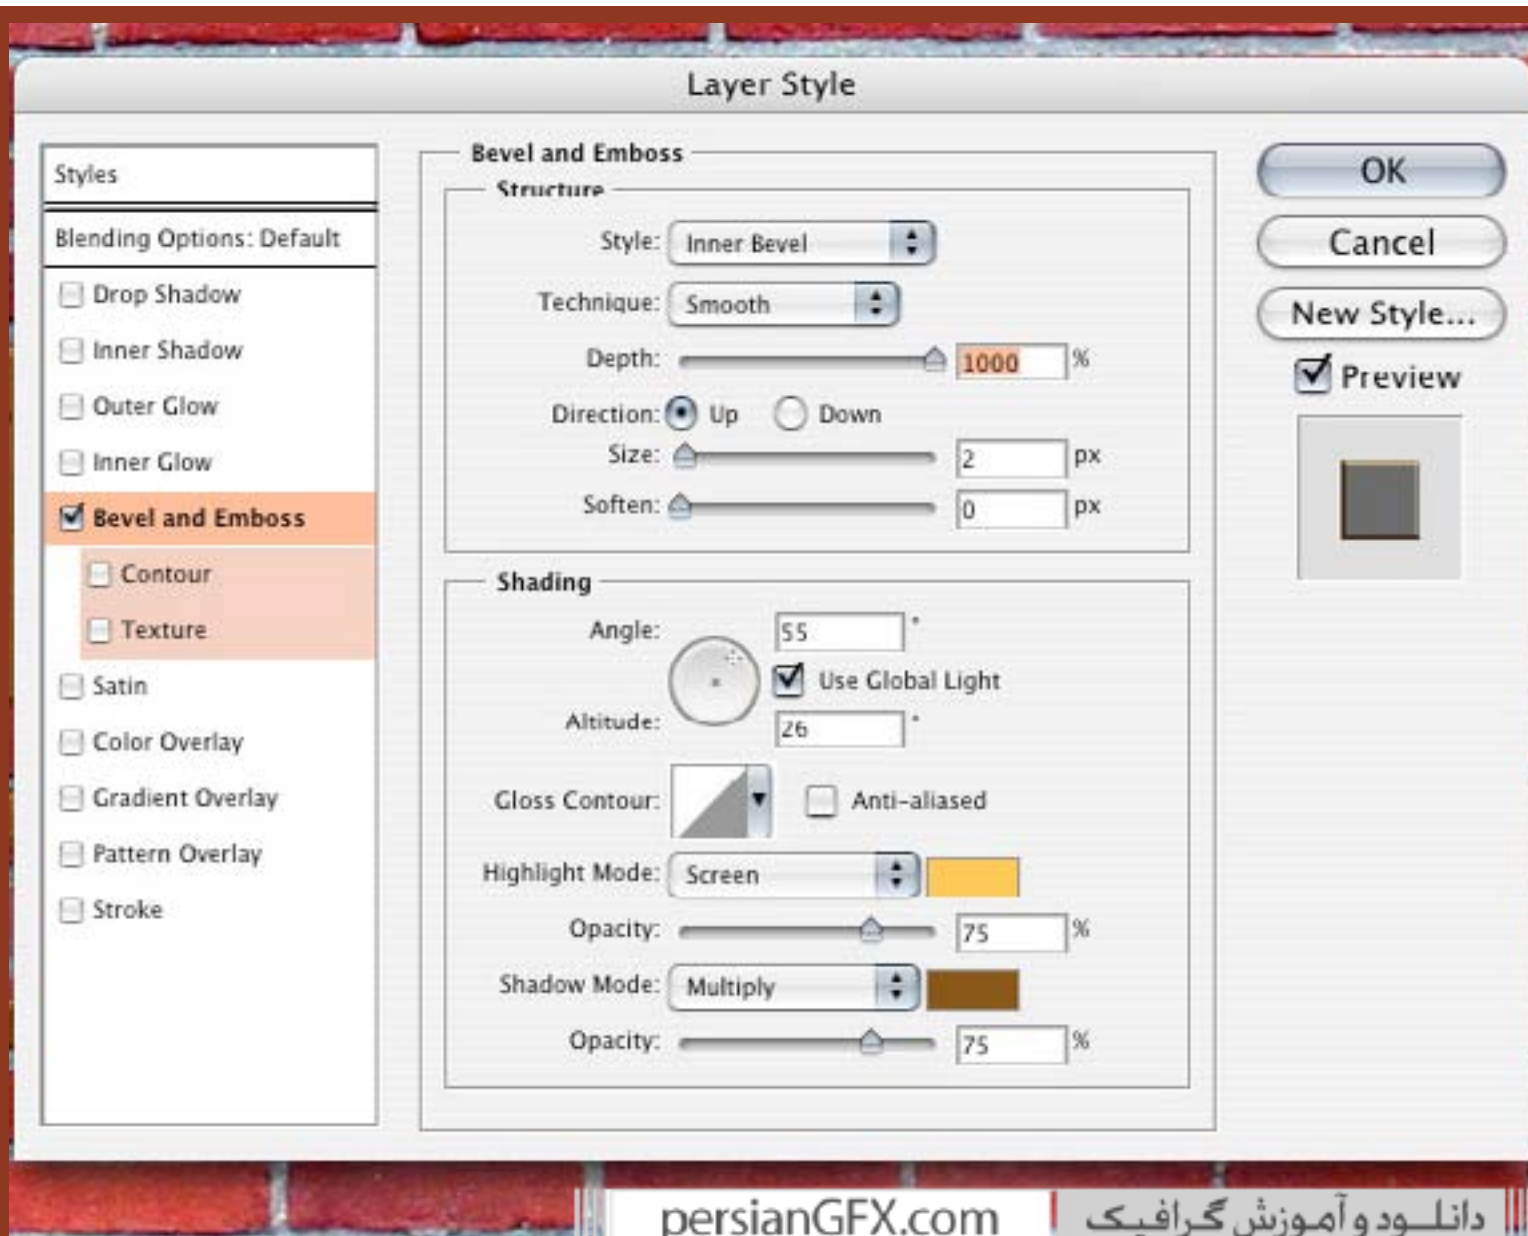 Layer Style
Styles
Blending Options: Default
Drop Shadow
Inner Shadow
Outer Glow
Inner Glow
Bevel and Emboss
Contour
Texture
Satin
Color Overlay
Gradient Overlay
Pattern Overlay
Stroke
Bevel and Emboss
Structure
Style: Inner Bevel
Technique: Smooth
Depth: 1000 %
Direction: Up Down
Size: 2 px
Soften: 0 px
Shading
Angle: 55 °
Use Global Light
Altitude: 26 °
Gloss Contour: Anti-aliased
Highlight Mode: Screen
Opacity: 75 %
Shadow Mode: Multiply
Opacity: 75 %
OK
Cancel
New Style...
Preview
persianGFX.com
دانلود و آموزش گرافیک